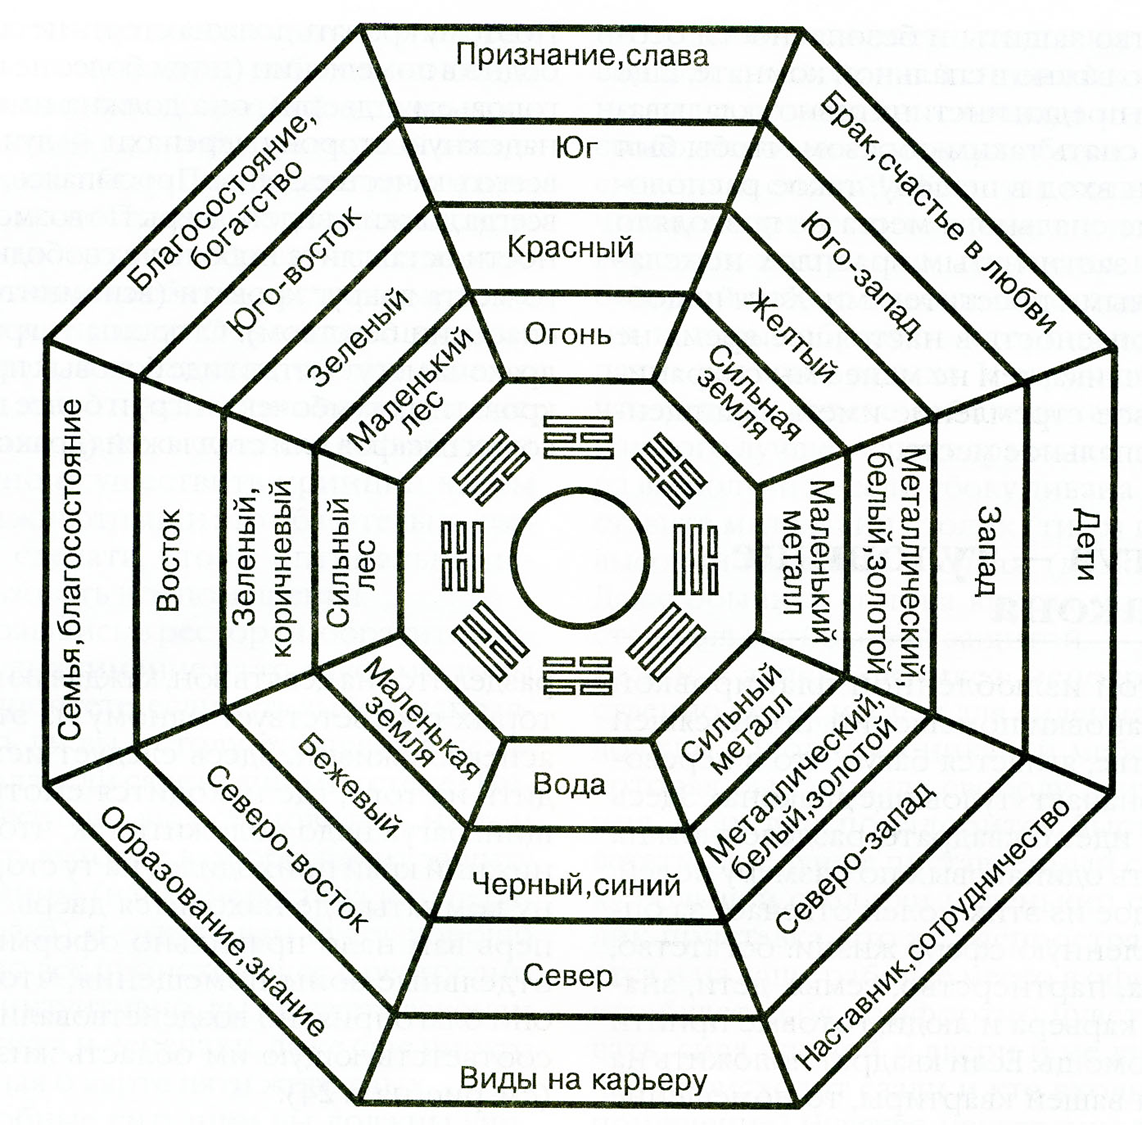 Признание,слава
Юг
Красный
Огонь
Брак,счастье в любви
Юго-запад
Желтый
Сильная
земля
Дети
Запад
Металлический,
белый,золотой
Маленький
металл
Наставник,сотрудничество
Северо-запад
Металлический,
белый,золотой
Сильный
металл
Виды на карьеру
Север
Черный,синий
Вода
Образование,знание
Северо-восток
Бежевый
Маленькая
земля
Семья,благосостояние
Восток
Зеленый,
коричневый
Сильный
лес
Благосостояние,
богатство
Юго-восток
Зеленый
Маленький
лес